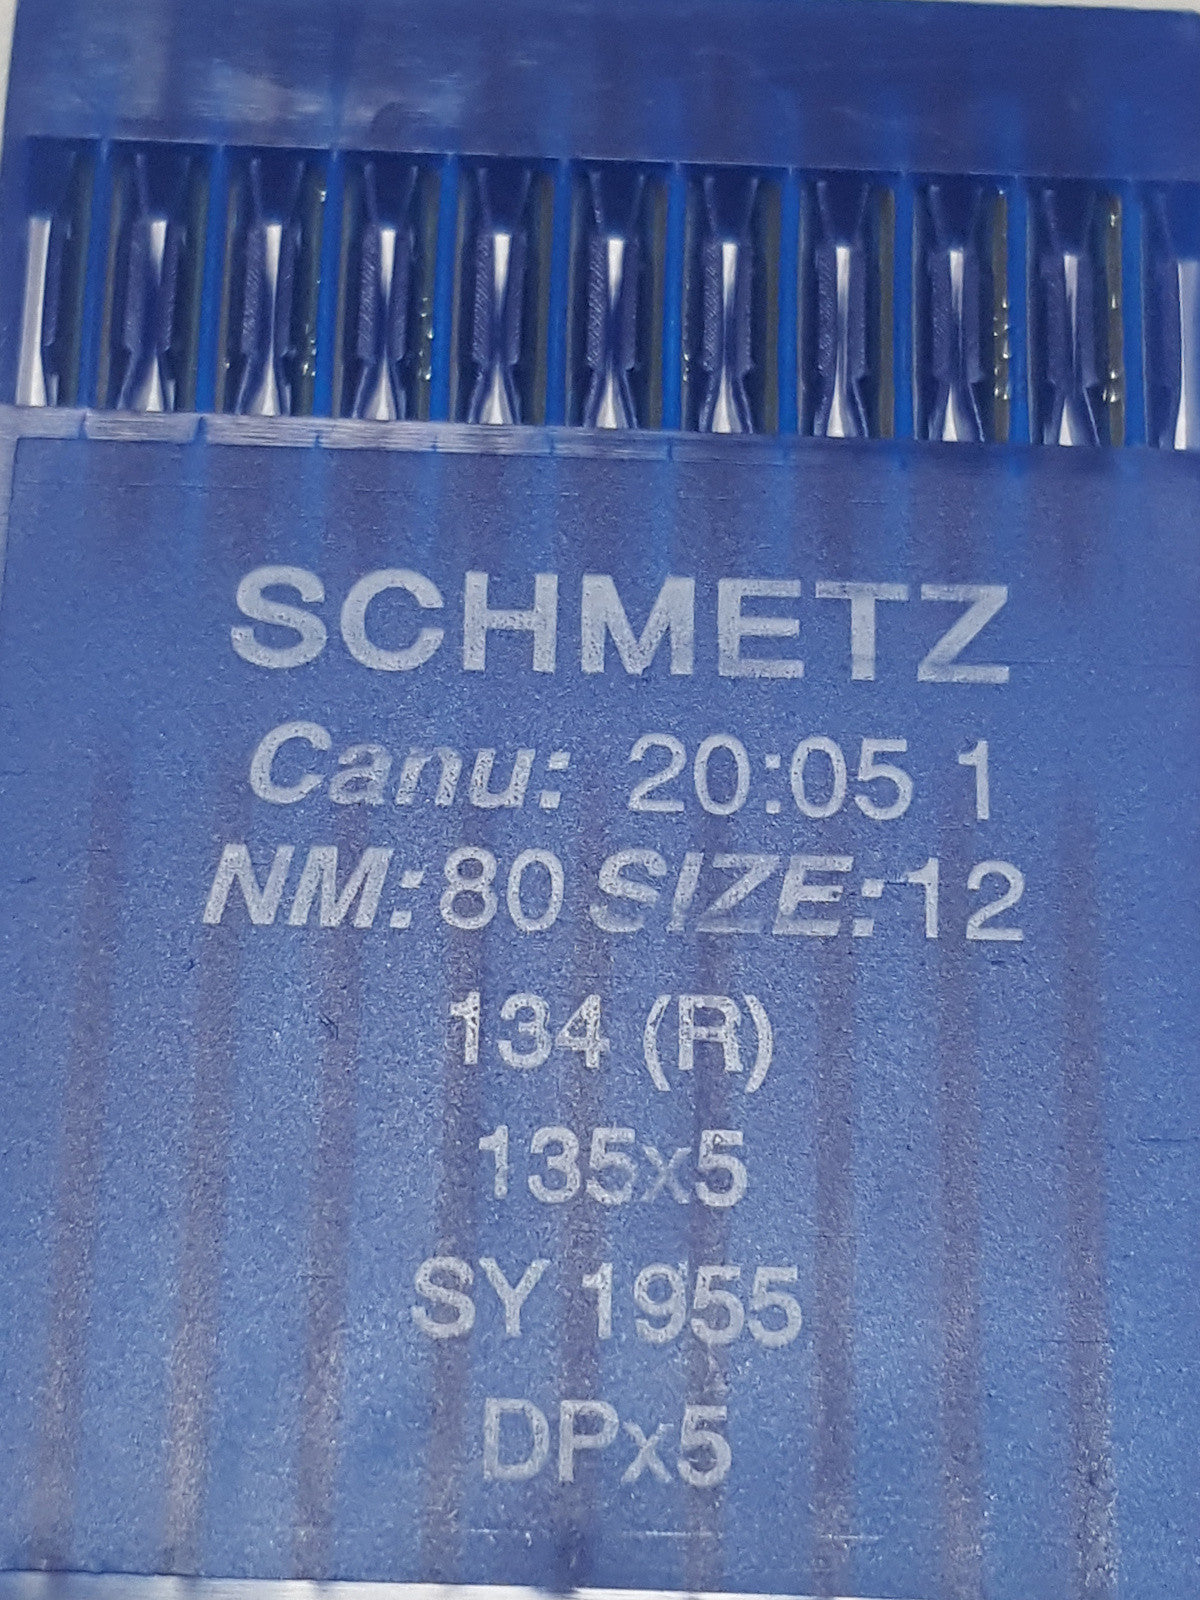 SCHMETZ
Canu: 20:05 1
NM:80 SIZE:12
134 (R)
135x5
SY 1955
DPx5